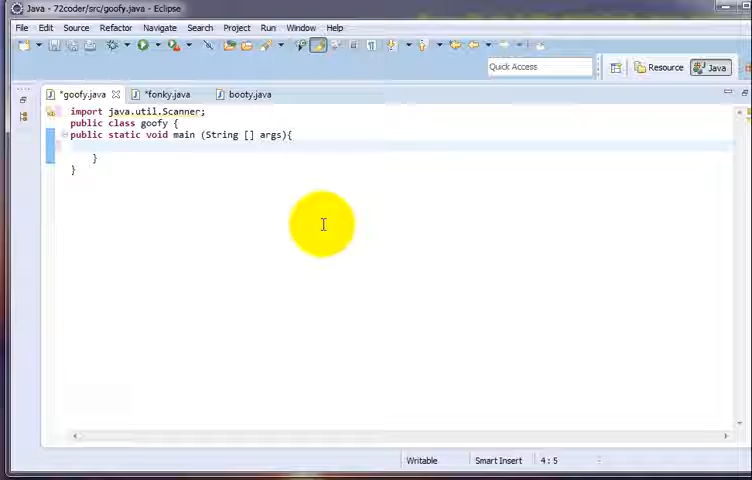 Java - 72coder/src/goofy.java - Eclipse
File Edit Source Refactor Navigate Search Project Run Window Help
Quick Access Resource Java
*goofy.java *fonky.java booty.java
import java.util.Scanner;
public class goofy {
public static void main (String [] args){
}
}
Writable Smart Insert 4 : 5